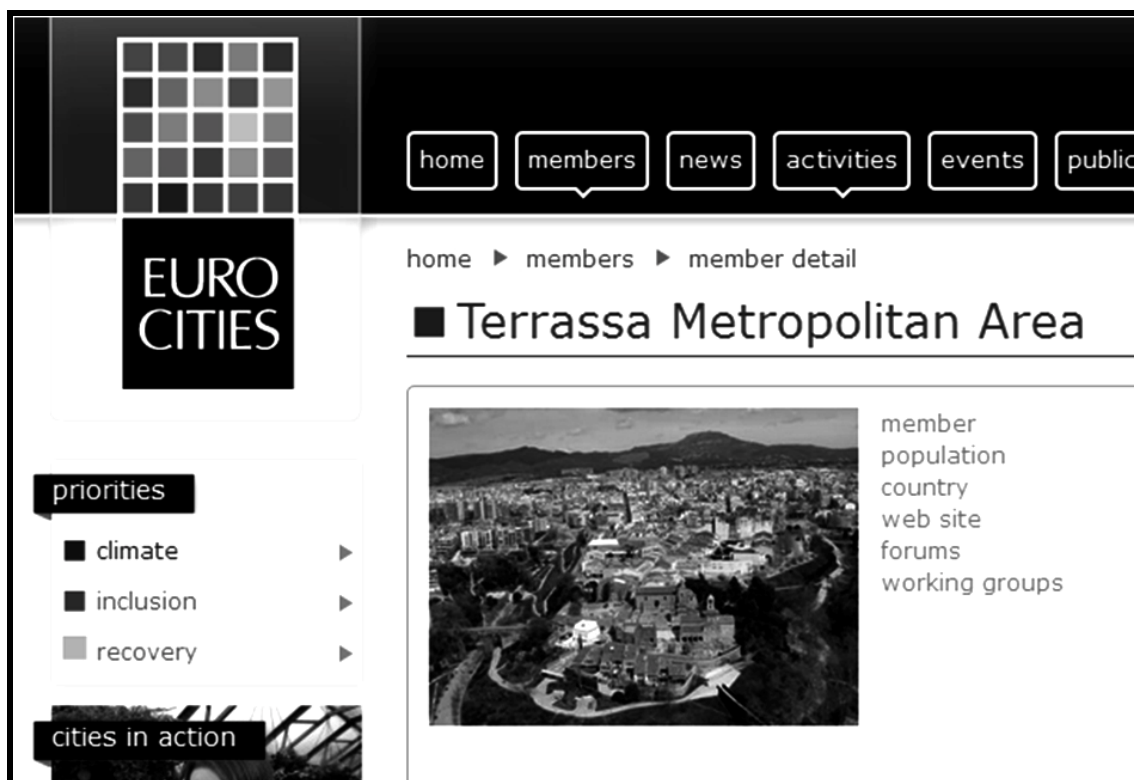 home members news activities events public
EURO
CITIES
home ▶ members ▶ member detail
Terrassa Metropolitan Area
member
population
country
web site
forums
working groups
priorities
climate
inclusion
recovery
cities in action